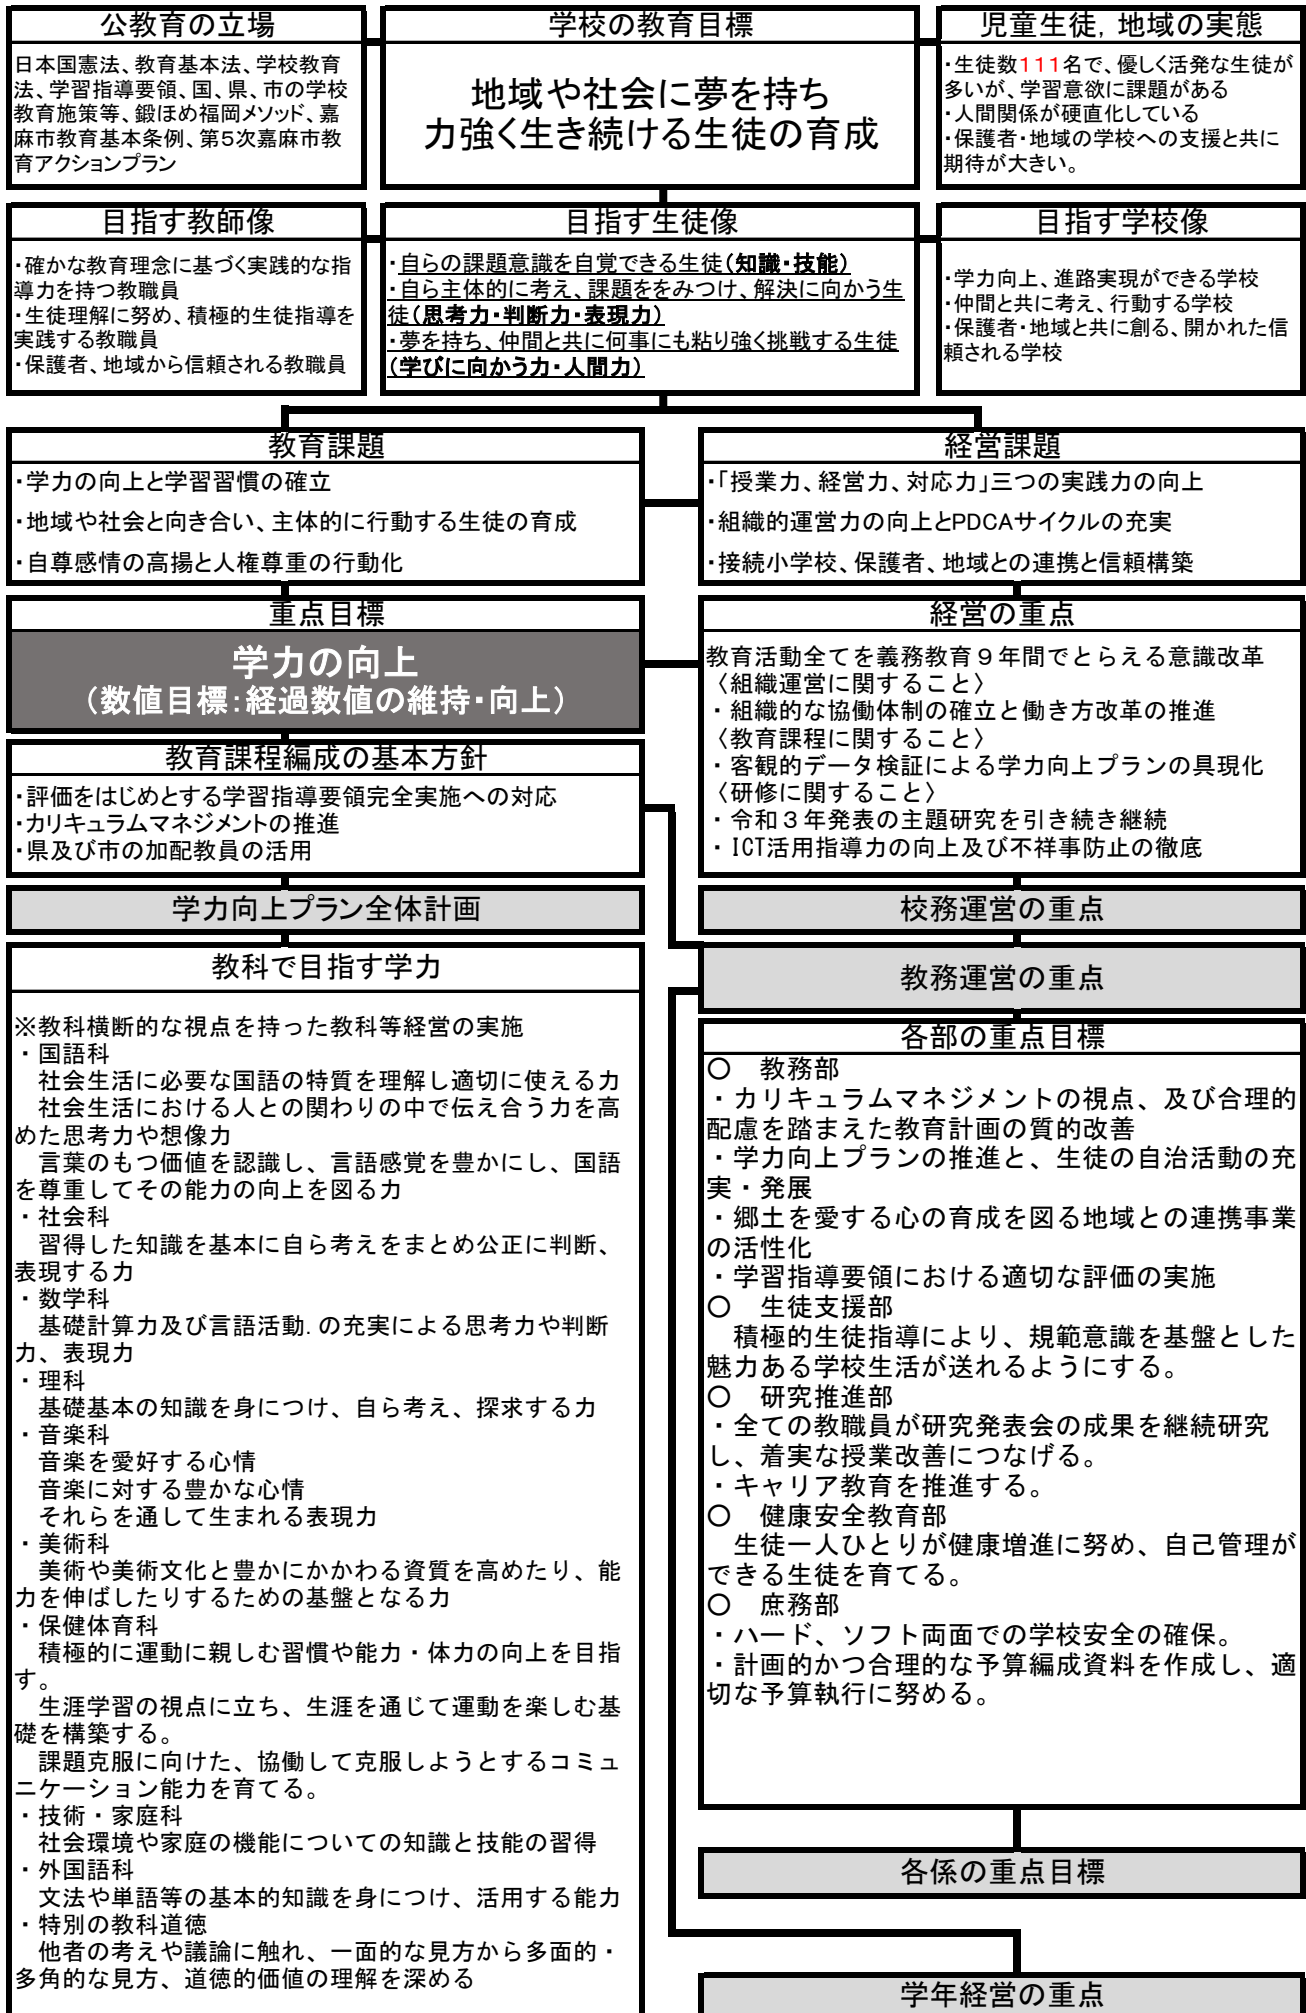 公教育の立場
日本国憲法、教育基本法、学校教育
法、学習指導要領、国、県、市の学校
教育施策等、鍛ほめ福岡メソッド、嘉
麻市教育基本条例、第5次嘉麻市教
育アクションプラン
学校の教育目標
地域や社会に夢を持ち
力強く生き続ける生徒の育成
児童生徒，地域の実態
・生徒数111名で、優しく活発な生徒が
多いが、学習意欲に課題がある
・人間関係が硬直化している
・保護者・地域の学校への支援と共に
期待が大きい。
目指す教師像
・確かな教育理念に基づく実践的な指
導力を持つ教職員
・生徒理解に努め、積極的生徒指導を
実践する教職員
・保護者、地域から信頼される教職員
目指す生徒像
・自らの課題意識を自覚できる生徒（知識・技能）
・自ら主体的に考え、課題ををみつけ、解決に向かう生
徒（思考力・判断力・表現力）
・夢を持ち、仲間と共に何事にも粘り強く挑戦する生徒
（学びに向かう力・人間力）
目指す学校像
・学力向上、進路実現ができる学校
・仲間と共に考え、行動する学校
・保護者・地域と共に創る、開かれた信
頼される学校
教育課題
・学力の向上と学習習慣の確立
・地域や社会と向き合い、主体的に行動する生徒の育成
・自尊感情の高揚と人権尊重の行動化
経営課題
・「授業力、経営力、対応力」三つの実践力の向上
・組織的運営力の向上とPDCAサイクルの充実
・接続小学校、保護者、地域との連携と信頼構築
重点目標
学力の向上
（数値目標：経過数値の維持・向上）
経営の重点
教育活動全てを義務教育９年間でとらえる意識改革
〈組織運営に関すること〉
・組織的な協働体制の確立と働き方改革の推進
〈教育課程に関すること〉
・客観的データ検証による学力向上プランの具現化
〈研修に関すること〉
・令和３年発表の主題研究を引き続き継続
・ICT活用指導力の向上及び不祥事防止の徹底
教育課程編成の基本方針
・評価をはじめとする学習指導要領完全実施への対応
・カリキュラムマネジメントの推進
・県及び市の加配教員の活用
学力向上プラン全体計画
校務運営の重点
教科で目指す学力
※教科横断的な視点を持った教科等経営の実施
・国語科
社会生活に必要な国語の特質を理解し適切に使える力
社会生活における人との関わりの中で伝え合う力を高
めた思考力や想像力
言葉のもつ価値を認識し、言語感覚を豊かにし、国語
を尊重してその能力の向上を図る力
・社会科
習得した知識を基本に自ら考えをまとめ公正に判断、
表現する力
・数学科
基礎計算力及び言語活動．の充実による思考力や判断
力、表現力
・理科
基礎基本の知識を身につけ、自ら考え、探求する力
・音楽科
音楽を愛好する心情
音楽に対する豊かな心情
それらを通して生まれる表現力
・美術科
美術や美術文化と豊かにかかわる資質を高めたり、能
力を伸ばしたりするための基盤となる力
・保健体育科
積極的に運動に親しむ習慣や能力・体力の向上を目指
す。
生涯学習の視点に立ち、生涯を通じて運動を楽しむ基
礎を構築する。
課題克服に向けた、協働して克服しようとするコミュ
ニケーション能力を育てる。
・技術・家庭科
社会環境や家庭の機能についての知識と技能の習得
・外国語科
文法や単語等の基本的知識を身につけ、活用する能力
・特別の教科道徳
他者の考えや議論に触れ、一面的な見方から多面的・
多角的な見方、道徳的価値の理解を深める
教務運営の重点
各部の重点目標
〇　教務部
・カリキュラムマネジメントの視点、及び合理的
配慮を踏まえた教育計画の質的改善
・学力向上プランの推進と、生徒の自治活動の充
実・発展
・郷土を愛する心の育成を図る地域との連携事業
の活性化
・学習指導要領における適切な評価の実施
〇　生徒支援部
積極的生徒指導により、規範意識を基盤とした
魅力ある学校生活が送れるようにする。
〇　研究推進部
・全ての教職員が研究発表会の成果を継続研究
し、着実な授業改善につなげる。
・キャリア教育を推進する。
〇　健康安全教育部
生徒一人ひとりが健康増進に努め、自己管理が
できる生徒を育てる。
〇　庶務部
・ハード、ソフト両面での学校安全の確保。
・計画的かつ合理的な予算編成資料を作成し、適
切な予算執行に努める。
各係の重点目標
学年経営の重点